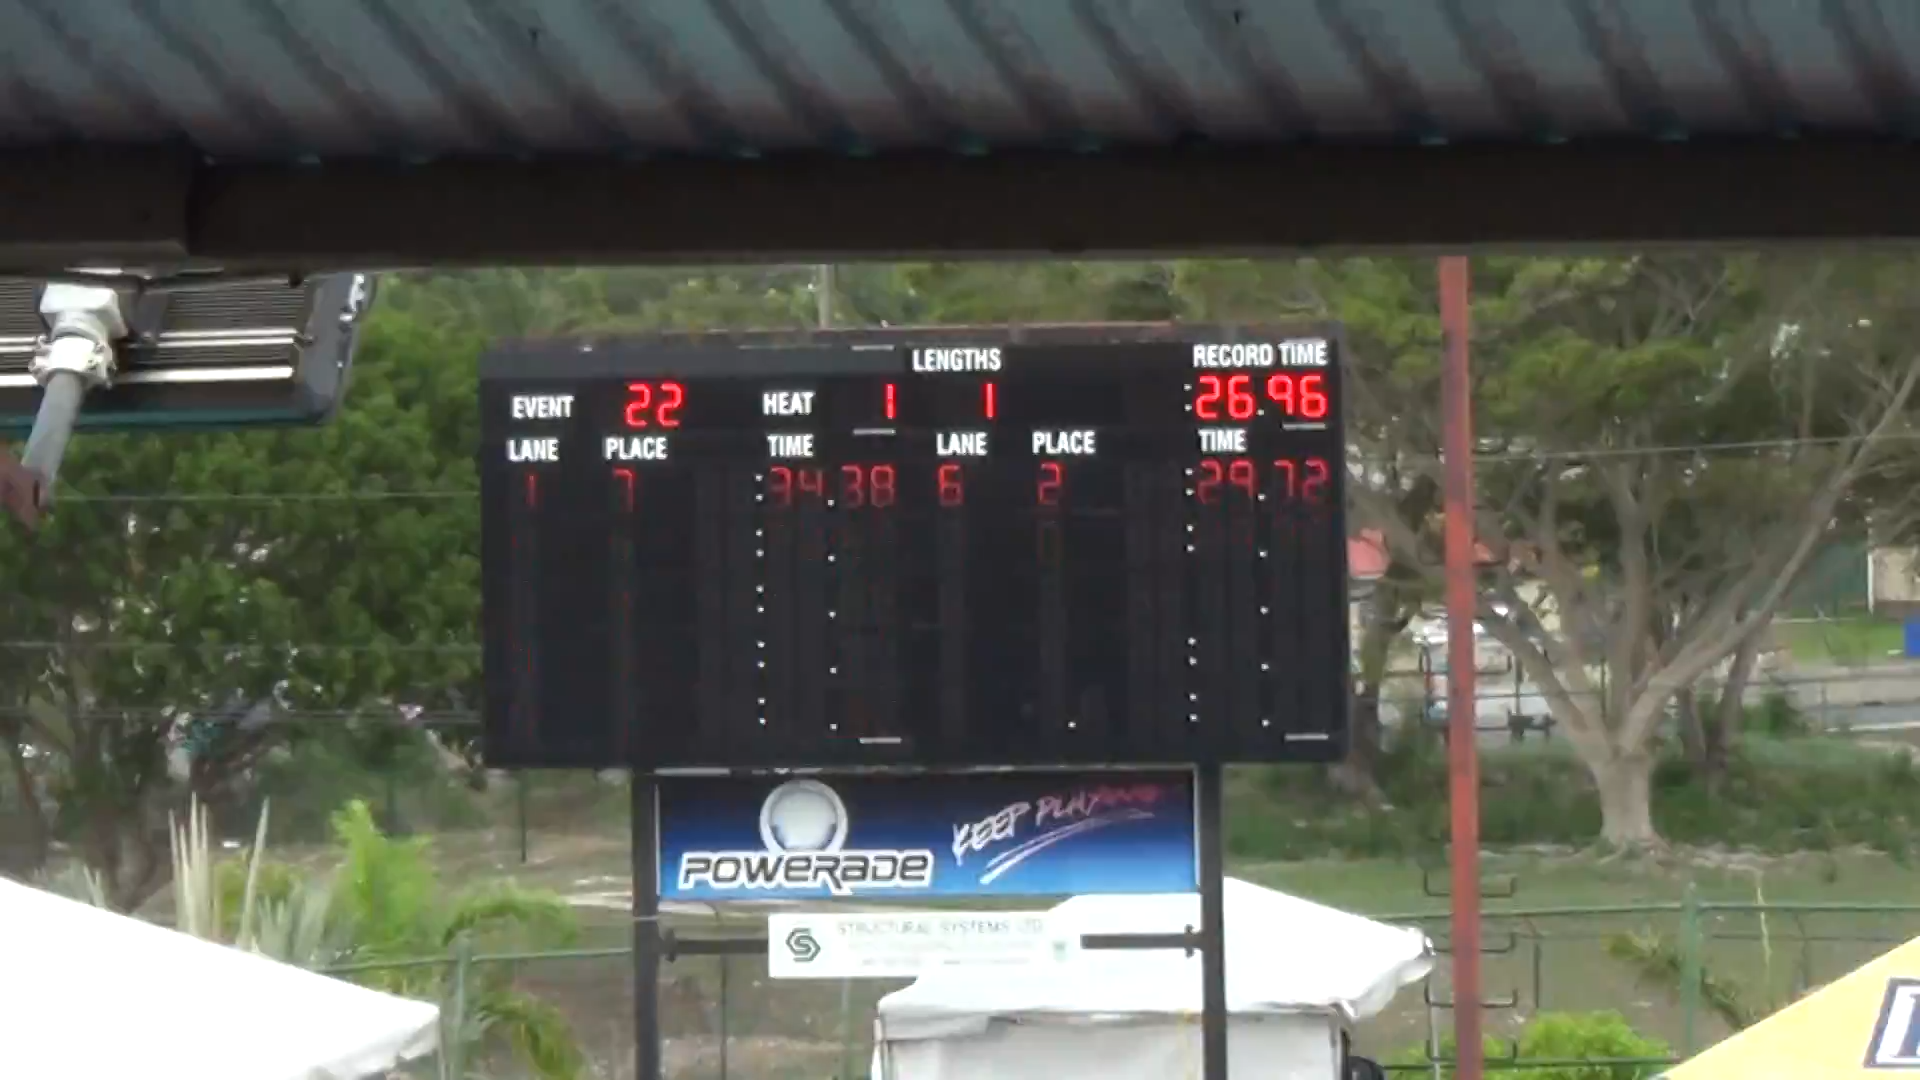 LENGTHS RECORD TIME
EVENT 22 HEAT 1 1 :26.96
LANE PLACE TIME LANE PLACE TIME
1 7 :34.38 6 2 :29.72
POWERADE KEEP PLAYING
STRUCTURAL SYSTEMS LTD